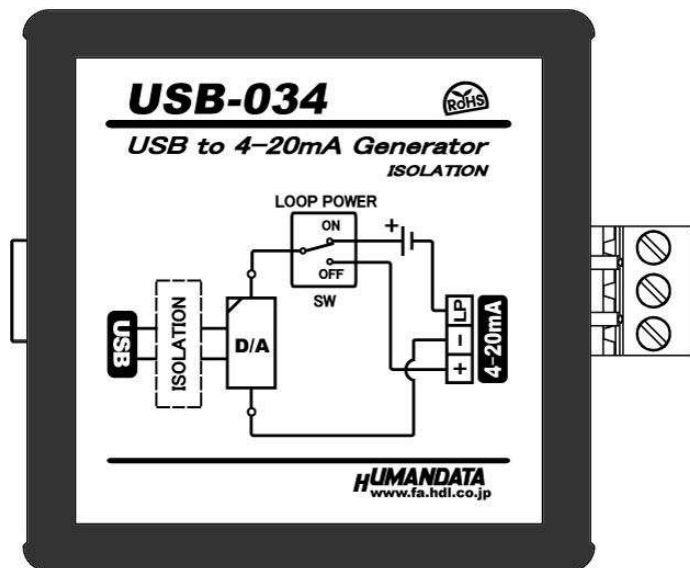 USB-034
RoHS
USB to 4-20mA Generator
ISOLATION
LOOP POWER
ON
+
OFF
SW
USB
ISOLATION
D/A
LP
−
+
4-20mA
HUMANDATA
www.fa.hdl.co.jp